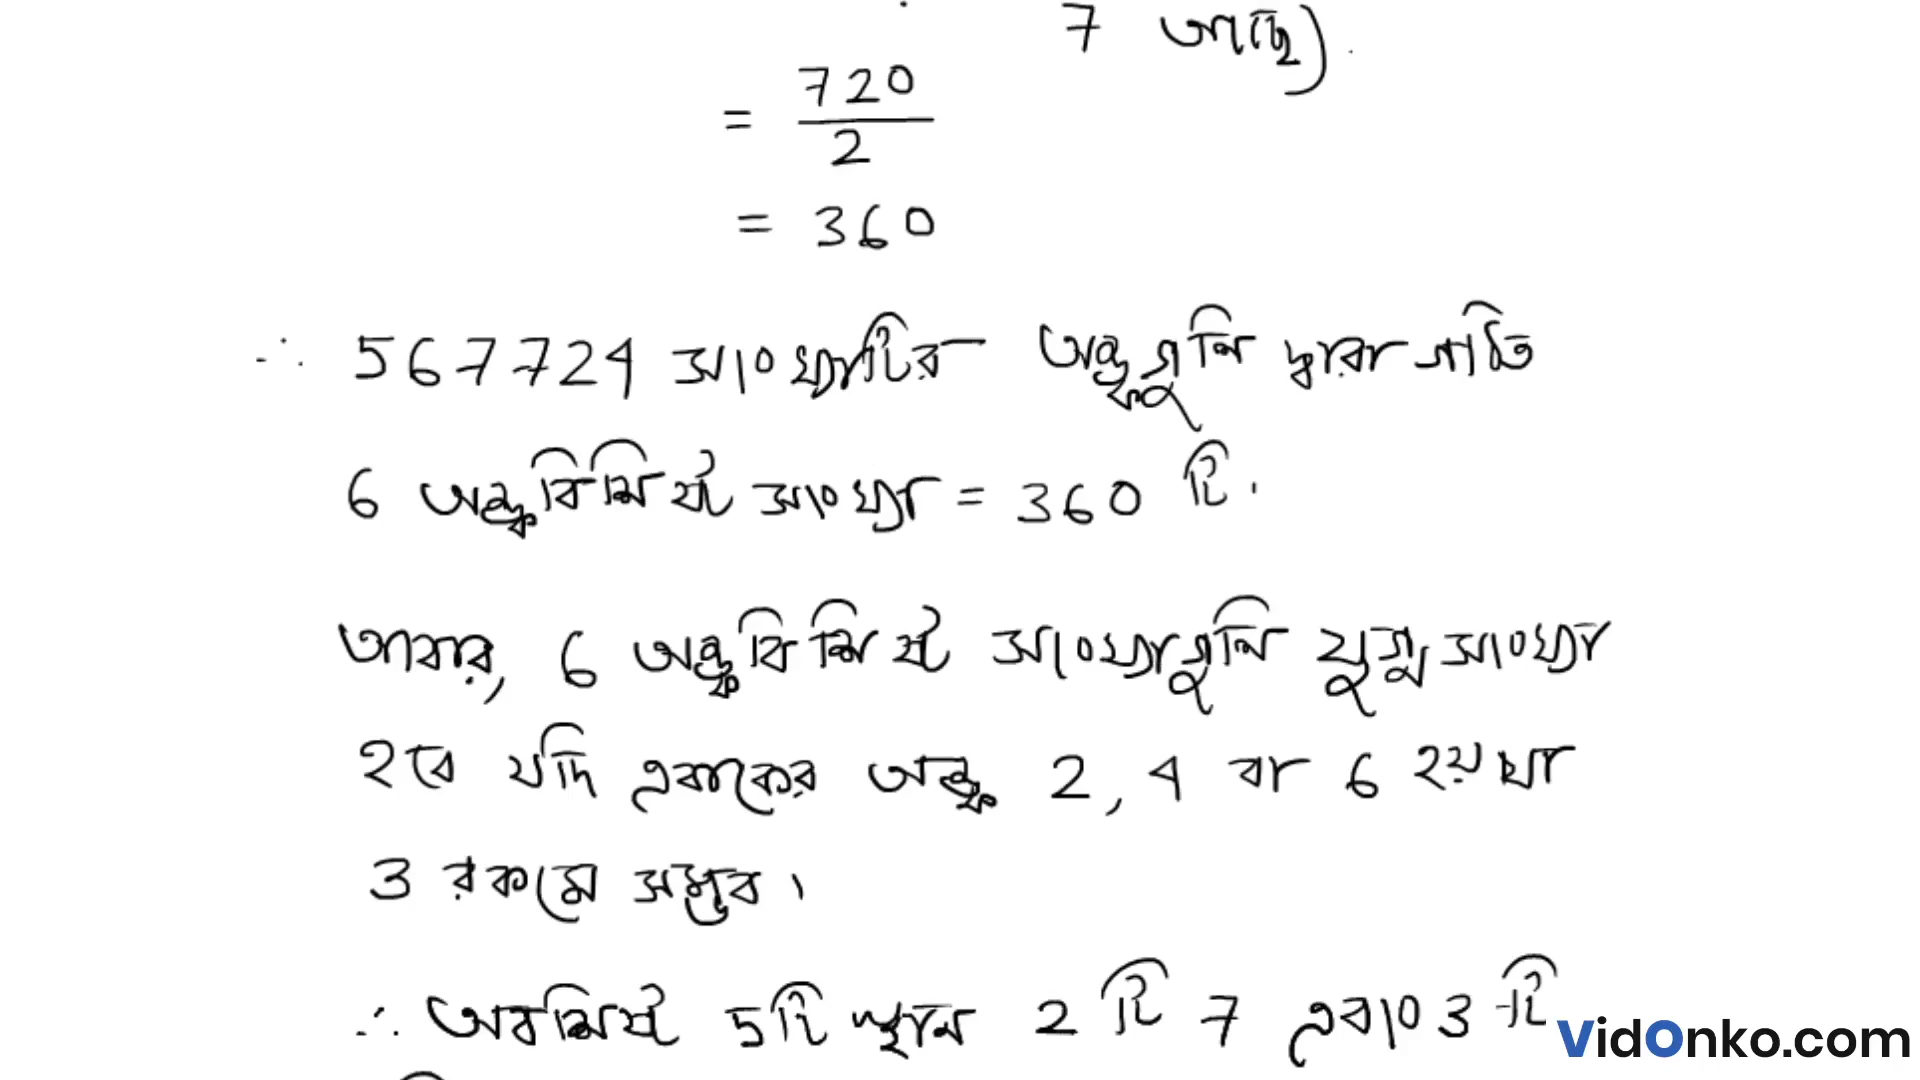 7 আছে).
= 720/2
= 360
∴ 567724 সংখ্যাটির অঙ্কগুলি দ্বারা গঠিত
6 অঙ্কবিশিষ্ট সংখ্যা = 360 টি.
আবার, 6 অঙ্কবিশিষ্ট সংখ্যাগুলি যুগ্ম সংখ্যা
হবে যদি এককের অঙ্ক 2, 4 বা 6 হয় যা
3 রকমে সম্ভব।
∴ অবশিষ্ট 5টি স্থান 2 টি 7 এবং 3 টি
VidOnko.com